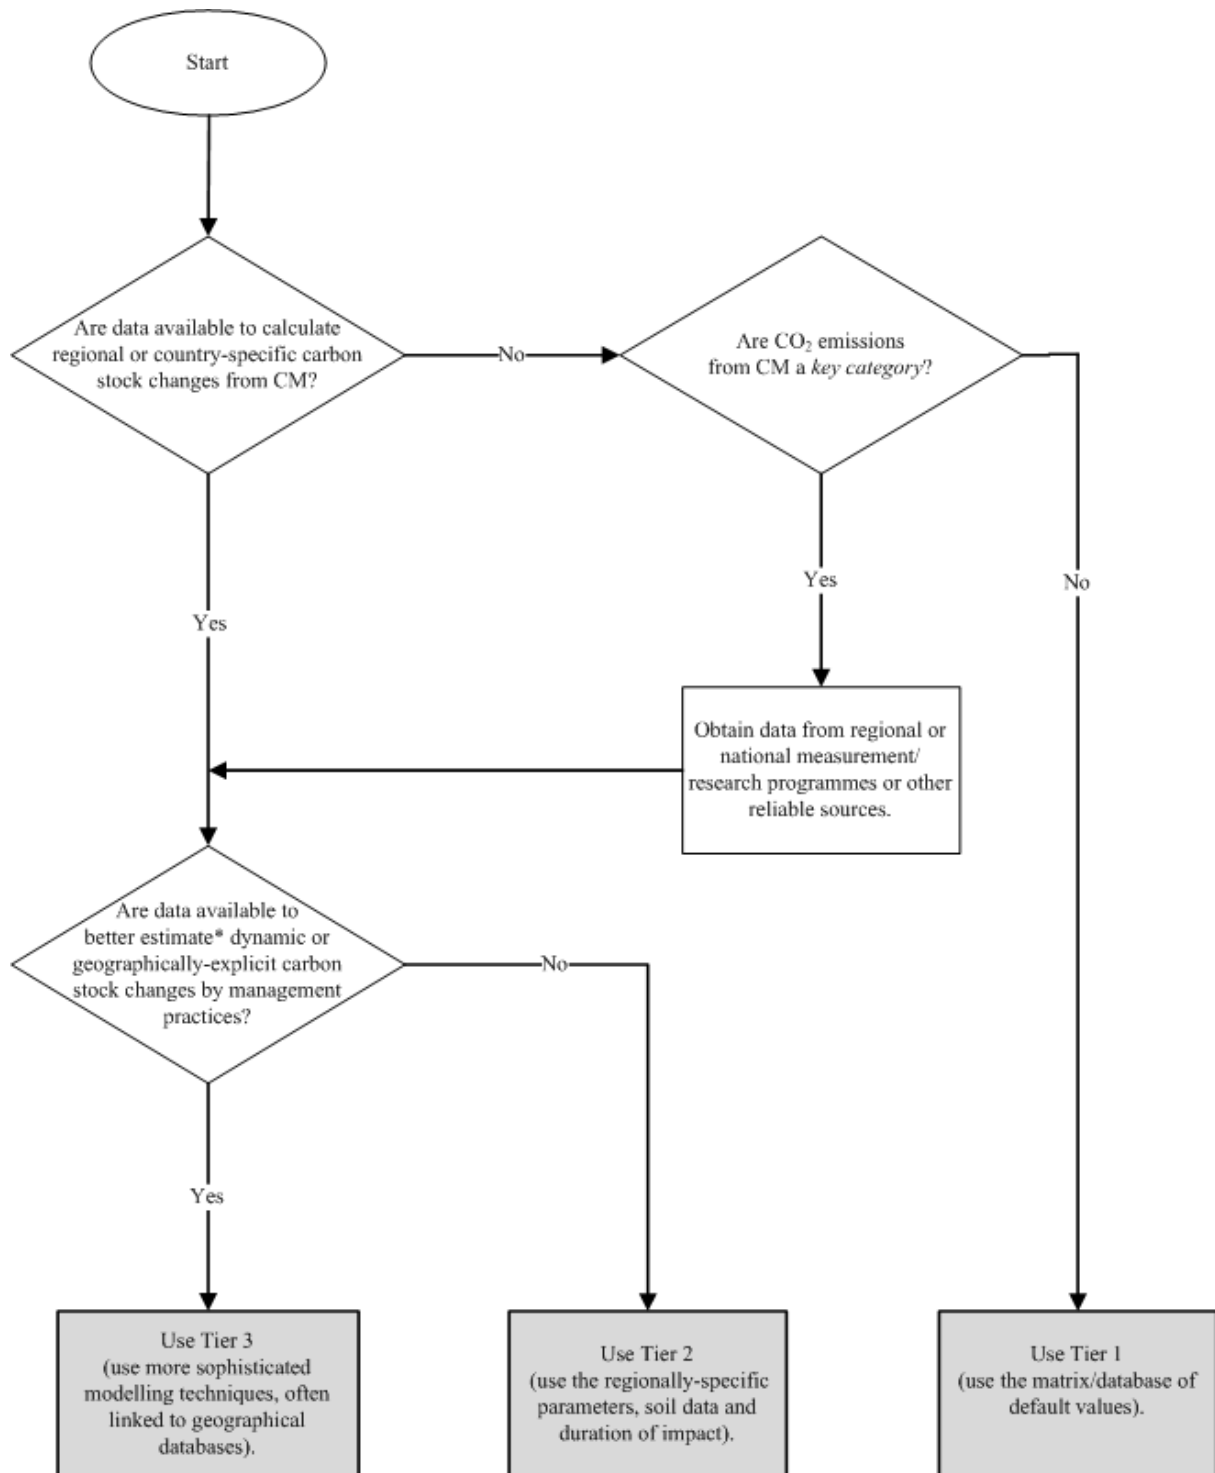 Start
Are data available to calculate
regional or country-specific carbon
stock changes from CM?
No
Are CO₂ emissions
from CM a key category?
Yes
No
Yes
Obtain data from regional or
national measurement/
research programmes or other
reliable sources.
Are data available to
better estimate* dynamic or
geographically-explicit carbon
stock changes by management
practices?
No
Yes
Use Tier 3
(use more sophisticated
modelling techniques, often
linked to geographical
databases).
Use Tier 2
(use the regionally-specific
parameters, soil data and
duration of impact).
Use Tier 1
(use the matrix/database of
default values).